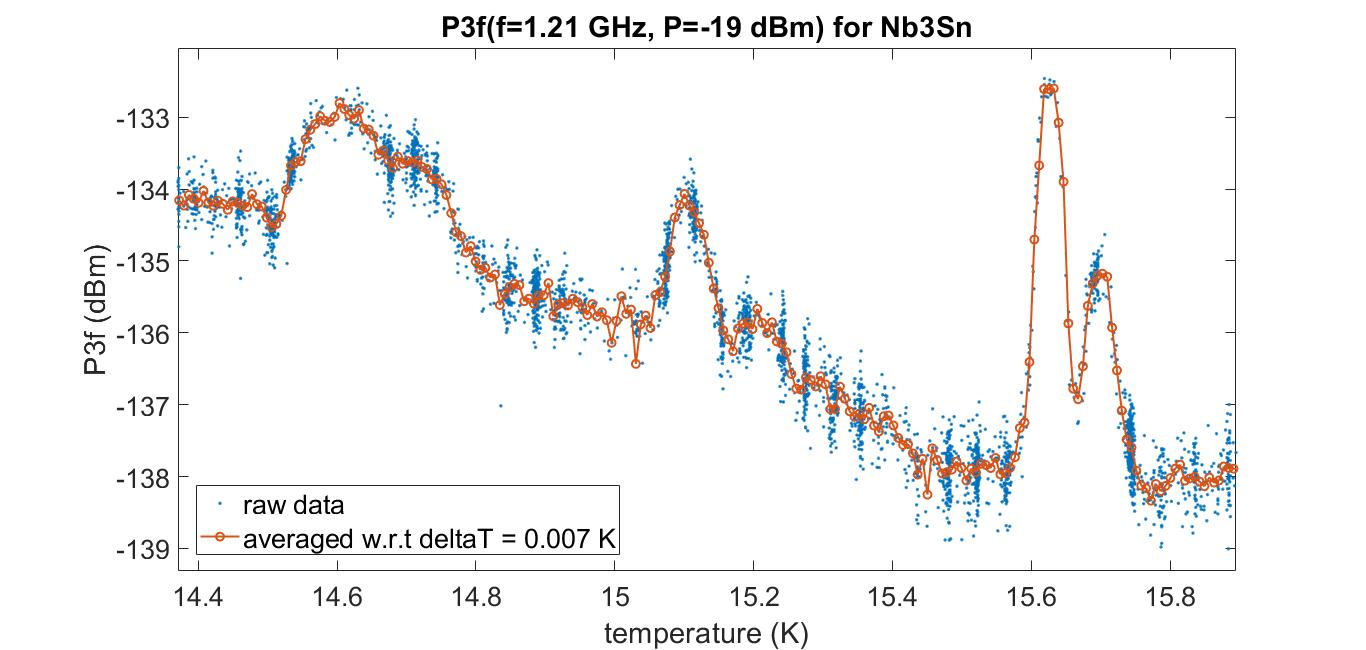 P3f(f=1.21 GHz, P=-19 dBm) for Nb3Sn
-133
-134
-135
-136
-137
-138
-139
P3f (dBm)
raw data
averaged w.r.t deltaT = 0.007 K
14.4 14.6 14.8 15 15.2 15.4 15.6 15.8
temperature (K)